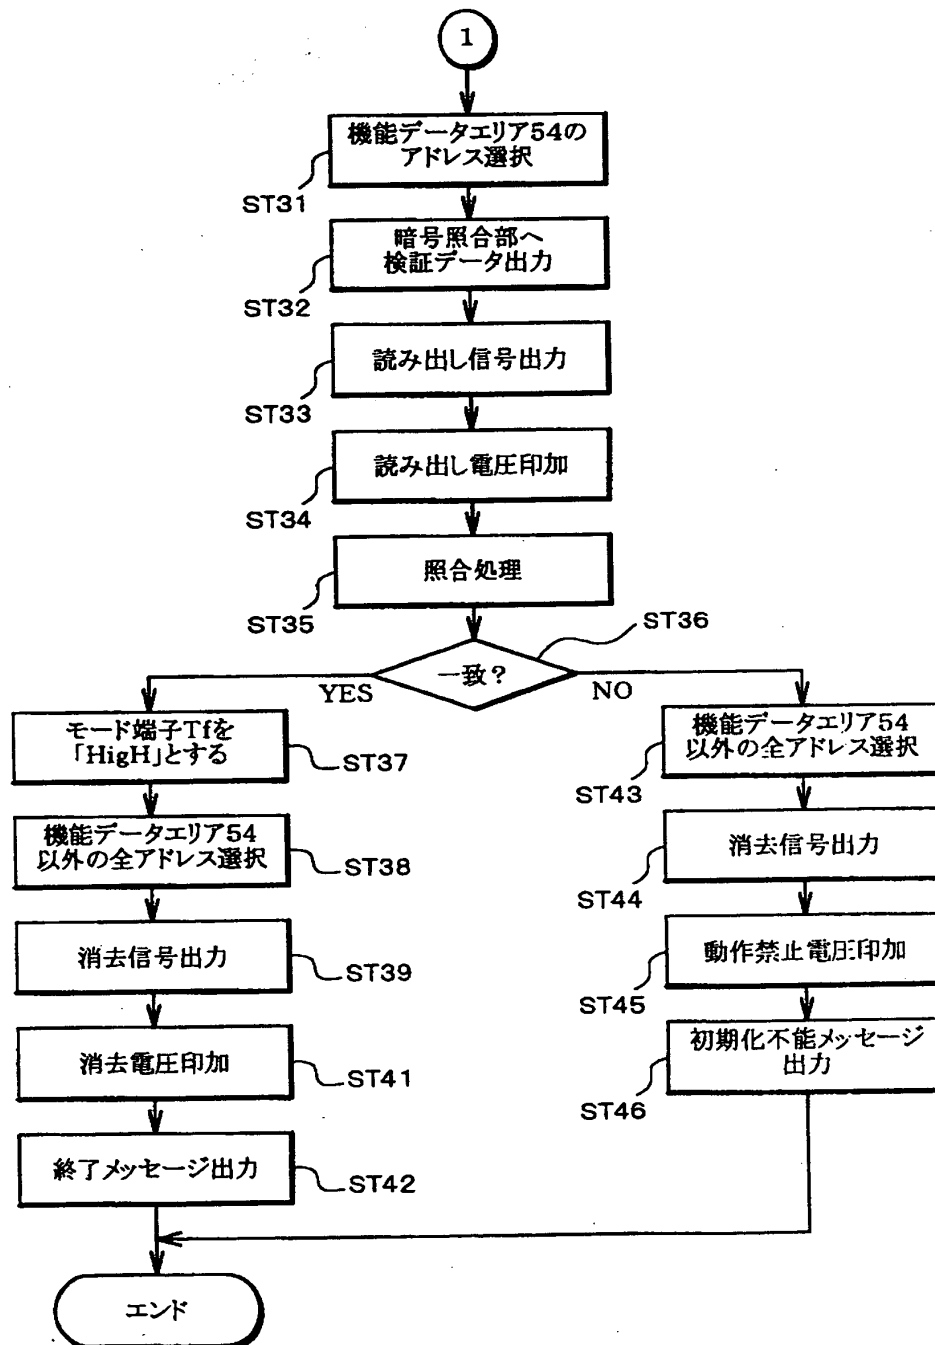 1
機能データエリア54の
アドレス選択
ST31
暗号照合部へ
検証データ出力
ST32
読み出し信号出力
ST33
読み出し電圧印加
ST34
照合処理
ST35
一致?
ST36
YES
NO
モード端子Tfを
「HigH」とする
ST37
機能データエリア54
以外の全アドレス選択
ST38
消去信号出力
ST39
消去電圧印加
ST41
終了メッセージ出力
ST42
機能データエリア54
以外の全アドレス選択
ST43
消去信号出力
ST44
動作禁止電圧印加
ST45
初期化不能メッセージ
出力
ST46
エンド